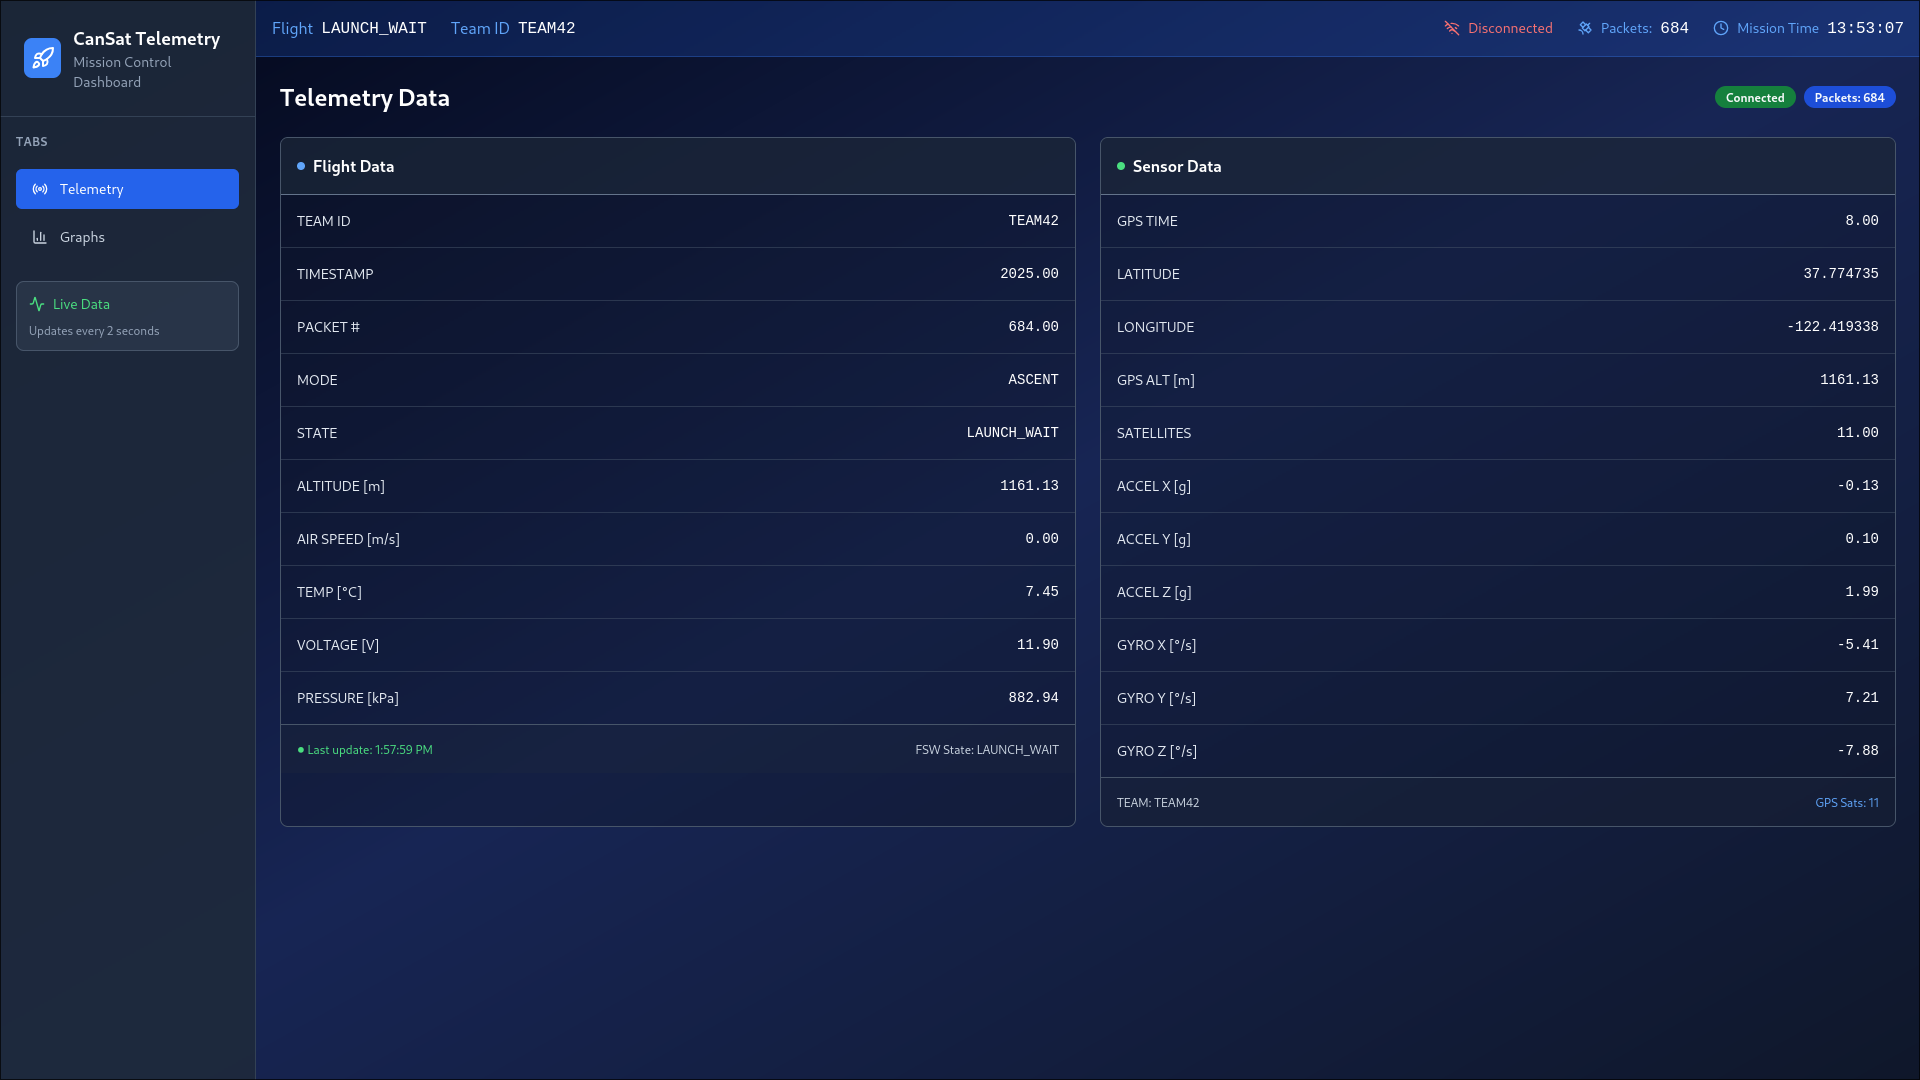 CanSat Telemetry
Mission Control
Dashboard
Flight LAUNCH_WAIT Team ID TEAM42
Disconnected Packets: 684 Mission Time 13:53:07
TABS
Telemetry
Graphs
Live Data
Updates every 2 seconds
Telemetry Data
Connected Packets: 684
Flight Data
TEAM ID TEAM42
TIMESTAMP 2025.00
PACKET # 684.00
MODE ASCENT
STATE LAUNCH_WAIT
ALTITUDE [m] 1161.13
AIR SPEED [m/s] 0.00
TEMP [°C] 7.45
VOLTAGE [V] 11.90
PRESSURE [kPa] 882.94
Last update: 1:57:59 PM FSW State: LAUNCH_WAIT
Sensor Data
GPS TIME 8.00
LATITUDE 37.774735
LONGITUDE -122.419338
GPS ALT [m] 1161.13
SATELLITES 11.00
ACCEL X [g] -0.13
ACCEL Y [g] 0.10
ACCEL Z [g] 1.99
GYRO X [°/s] -5.41
GYRO Y [°/s] 7.21
GYRO Z [°/s] -7.88
TEAM: TEAM42 GPS Sats: 11